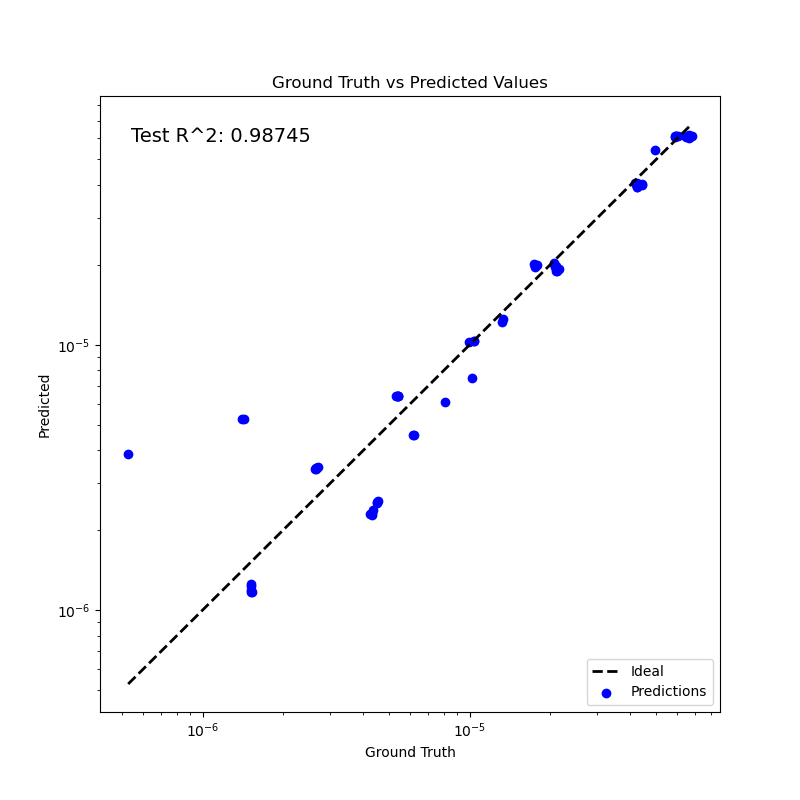 Ground Truth vs Predicted Values
Test R^2: 0.98745
Predicted
10⁻⁵
10⁻⁶
Ideal
Predictions
10⁻⁶
10⁻⁵
Ground Truth